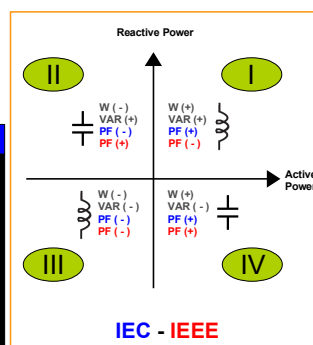 Reactive Power
II
I
W ( - )
VAR (+)
PF ( - )
PF (+)
W (+)
VAR (+)
PF (+)
PF ( - )
Active
Power
W ( - )
VAR ( - )
PF ( - )
PF ( - )
W (+)
VAR ( - )
PF (+)
PF (+)
III
IV
IEC - IEEE